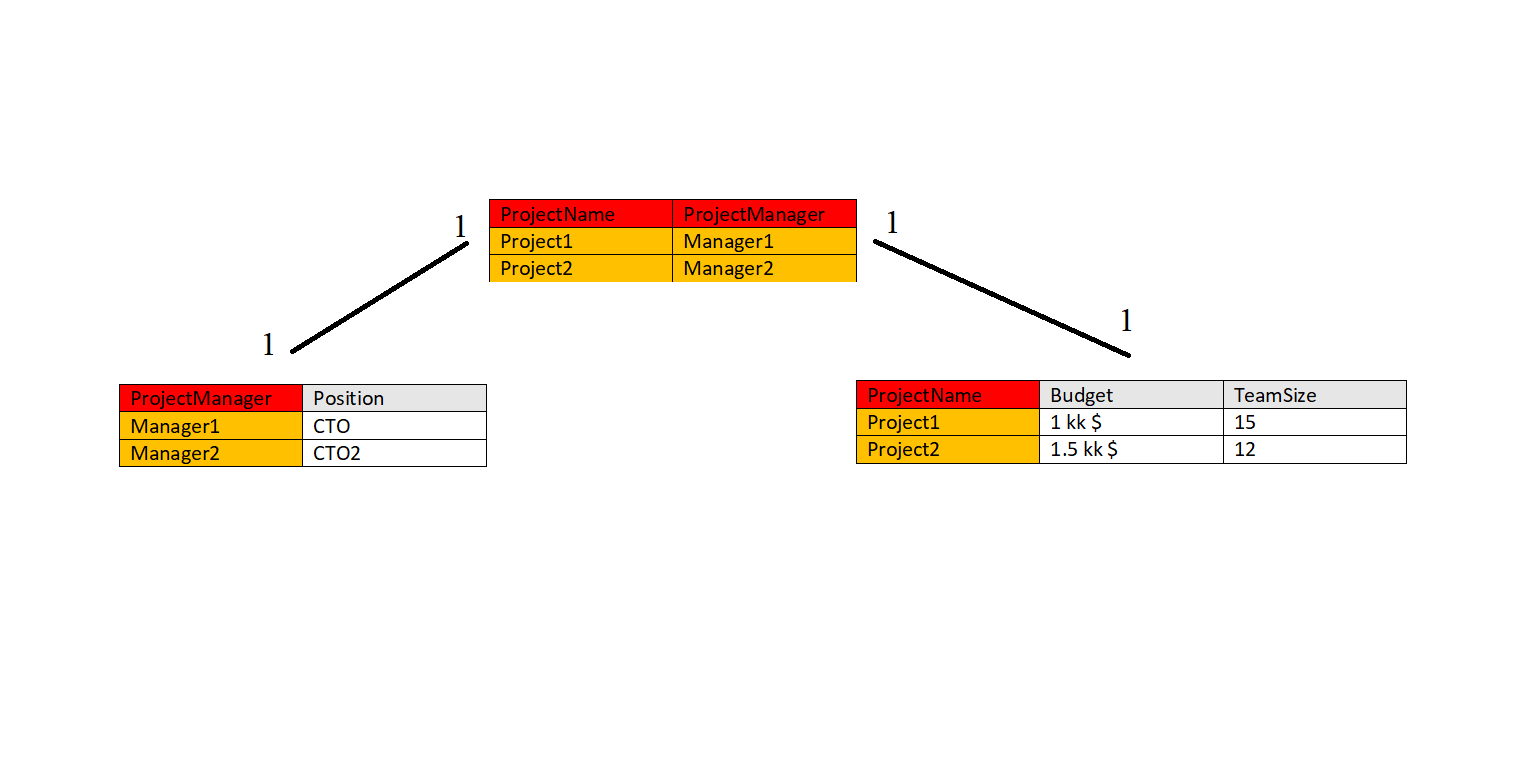 ProjectName ProjectManager
1 Project1 Manager1 1
Project2 Manager2
1 1
ProjectManager Position
Manager1 CTO
Manager2 CTO2
ProjectName Budget TeamSize
Project1 1 kk $ 15
Project2 1.5 kk $ 12